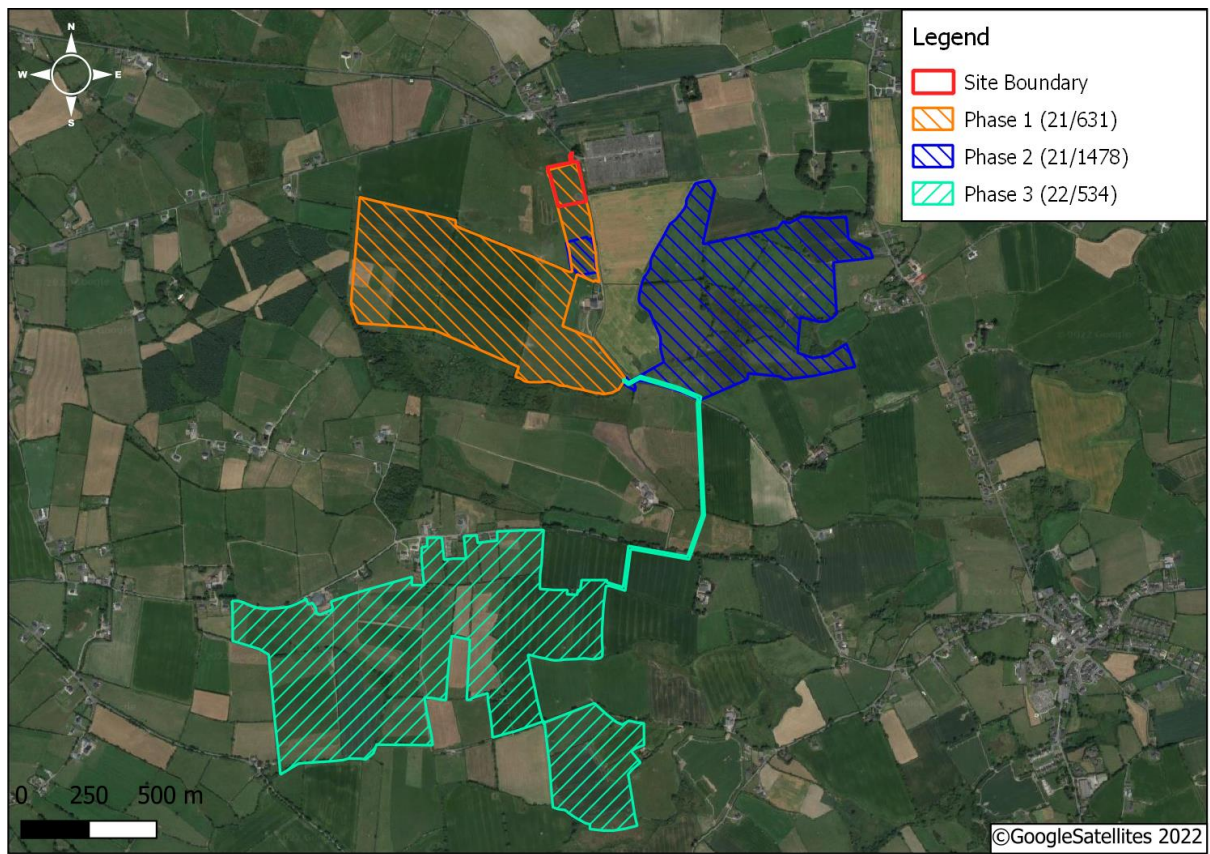 N
W E
S
Legend
Site Boundary
Phase 1 (21/631)
Phase 2 (21/1478)
Phase 3 (22/534)
0 250 500 m
©GoogleSatellites 2022